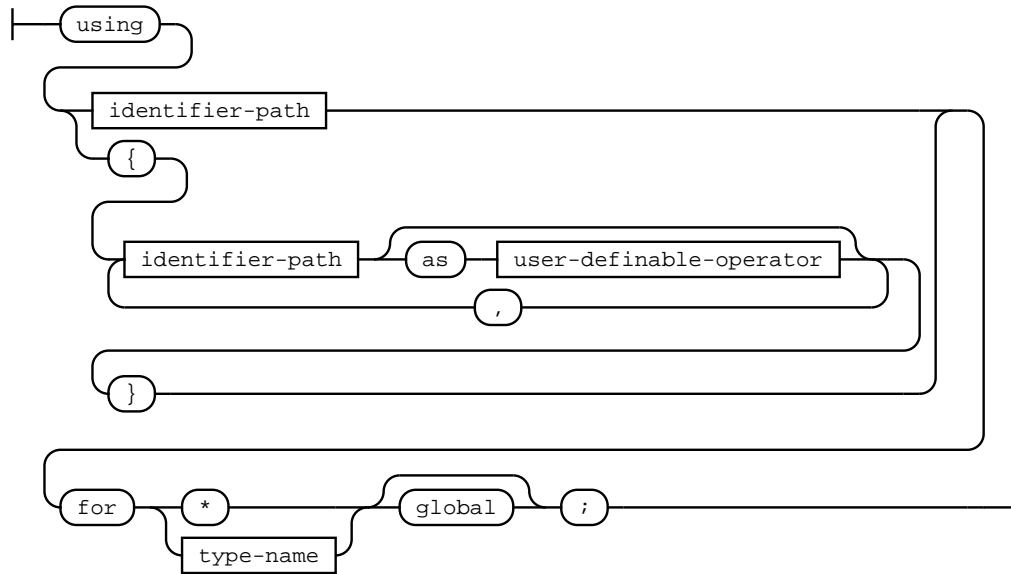 using
identifier-path
{
identifier-path as user-definable-operator
,
}
for * global ;
type-name